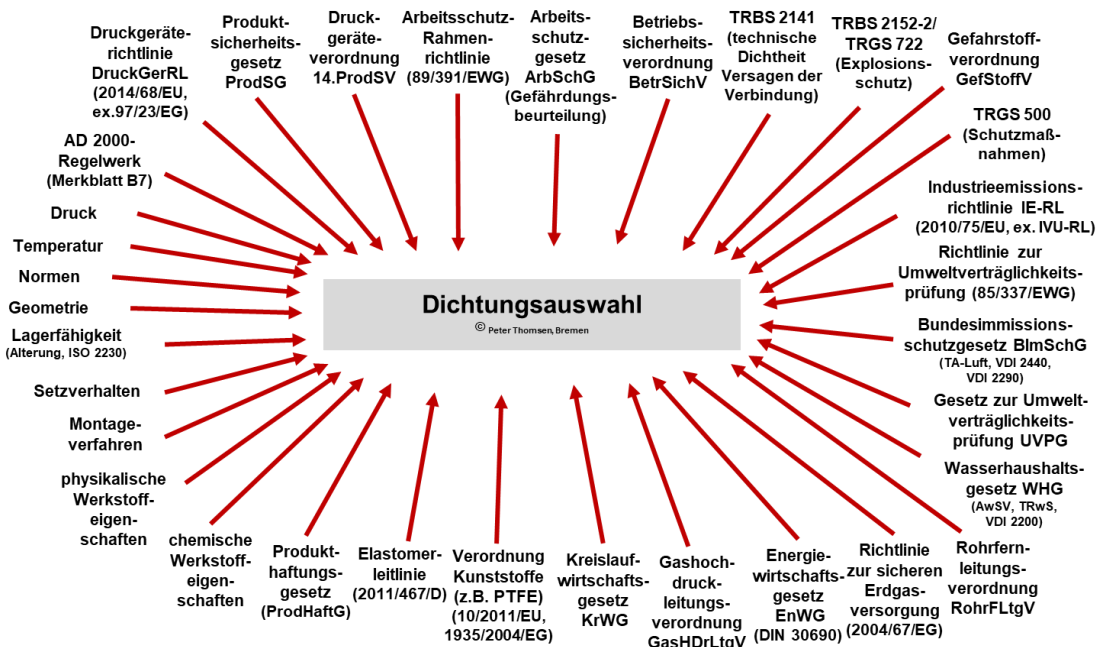 Druckgeräte-
richtlinie
DruckGerRL
(2014/68/EU,
ex.97/23/EG)
Produkt-
sicherheits-
gesetz
ProdSG
Druck-
geräte-
verordnung
14.ProdSV
Arbeitsschutz-
Rahmen-
richtlinie
(89/391/EWG)
Arbeits-
schutz-
gesetz
ArbSchG
(Gefährdungs-
beurteilung)
Betriebs-
sicherheits-
verordnung
BetrSichV
TRBS 2141
(technische
Dichtheit
Versagen der
Verbindung)
TRBS 2152-2/
TRGS 722
(Explosions-
schutz)
Gefahrstoff-
verordnung
GefStoffV
TRGS 500
(Schutzmaß-
nahmen)
Industrieemissions-
richtlinie IE-RL
(2010/75/EU, ex. IVU-RL)
Richtlinie zur
Umweltverträglichkeits-
prüfung (85/337/EWG)
Bundesimmissions-
schutzgesetz BImSchG
(TA-Luft, VDI 2440,
VDI 2290)
Gesetz zur Umwelt-
verträglichkeits-
prüfung UVPG
Wasserhaushalts-
gesetz WHG
(AwSV, TRwS,
VDI 2200)
Rohrfern-
leitungs-
verordnung
RohrFLtgV
Richtlinie
zur sicheren
Erdgas-
versorgung
(2004/67/EG)
Energie-
wirtschafts-
gesetz
EnWG
(DIN 30690)
Gashoch-
druck-
leitungs-
verordnung
GasHDrLtgV
Kreislauf-
wirtschafts-
gesetz
KrWG
Verordnung
Kunststoffe
(z.B. PTFE)
(10/2011/EU,
1935/2004/EG)
Elastomer-
leitlinie
(2011/467/D)
Produkt-
haftungs-
gesetz
(ProdHaftG)
chemische
Werkstoff-
eigen-
schaften
physikalische
Werkstoff-
eigen-
schaften
Montage-
verfahren
Setzverhalten
Lagerfähigkeit
(Alterung, ISO 2230)
Geometrie
Normen
Temperatur
Druck
AD 2000-
Regelwerk
(Merkblatt B7)
Dichtungsauswahl
© Peter Thomsen, Bremen